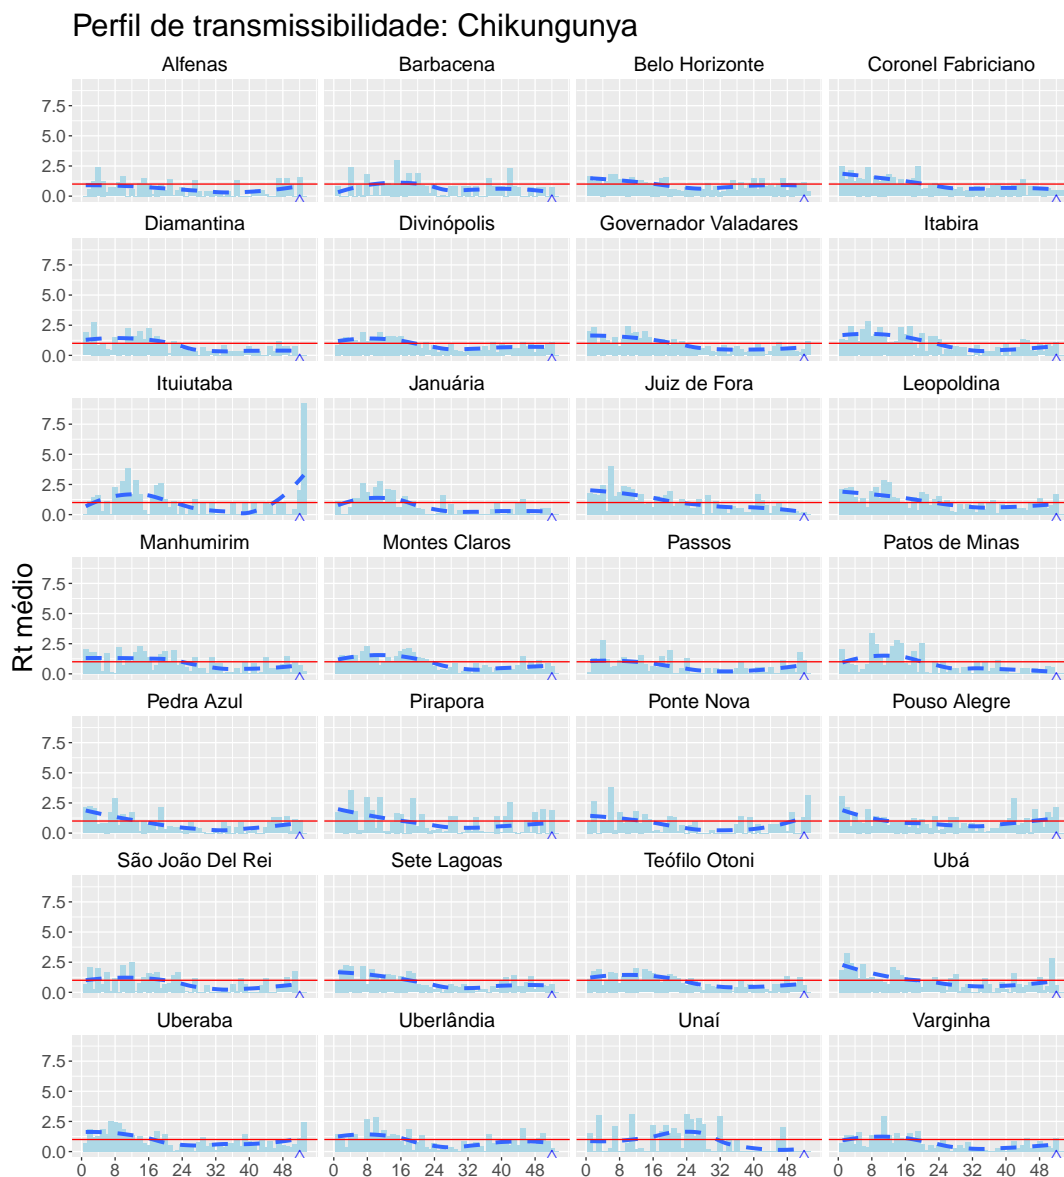 Perfil de transmissibilidade: Chikungunya
Alfenas Barbacena Belo Horizonte Coronel Fabriciano
7.5
5.0
2.5
0.0
Diamantina Divinópolis Governador Valadares Itabira
7.5
5.0
2.5
0.0
Ituiutaba Januária Juiz de Fora Leopoldina
7.5
5.0
2.5
0.0
Manhumirim Montes Claros Passos Patos de Minas
7.5
5.0
2.5
0.0
Rt médio
Pedra Azul Pirapora Ponte Nova Pouso Alegre
7.5
5.0
2.5
0.0
São João Del Rei Sete Lagoas Teófilo Otoni Ubá
7.5
5.0
2.5
0.0
Uberaba Uberlândia Unaí Varginha
7.5
5.0
2.5
0.0
0 8 16 24 32 40 48 0 8 16 24 32 40 48 0 8 16 24 32 40 48 0 8 16 24 32 40 48